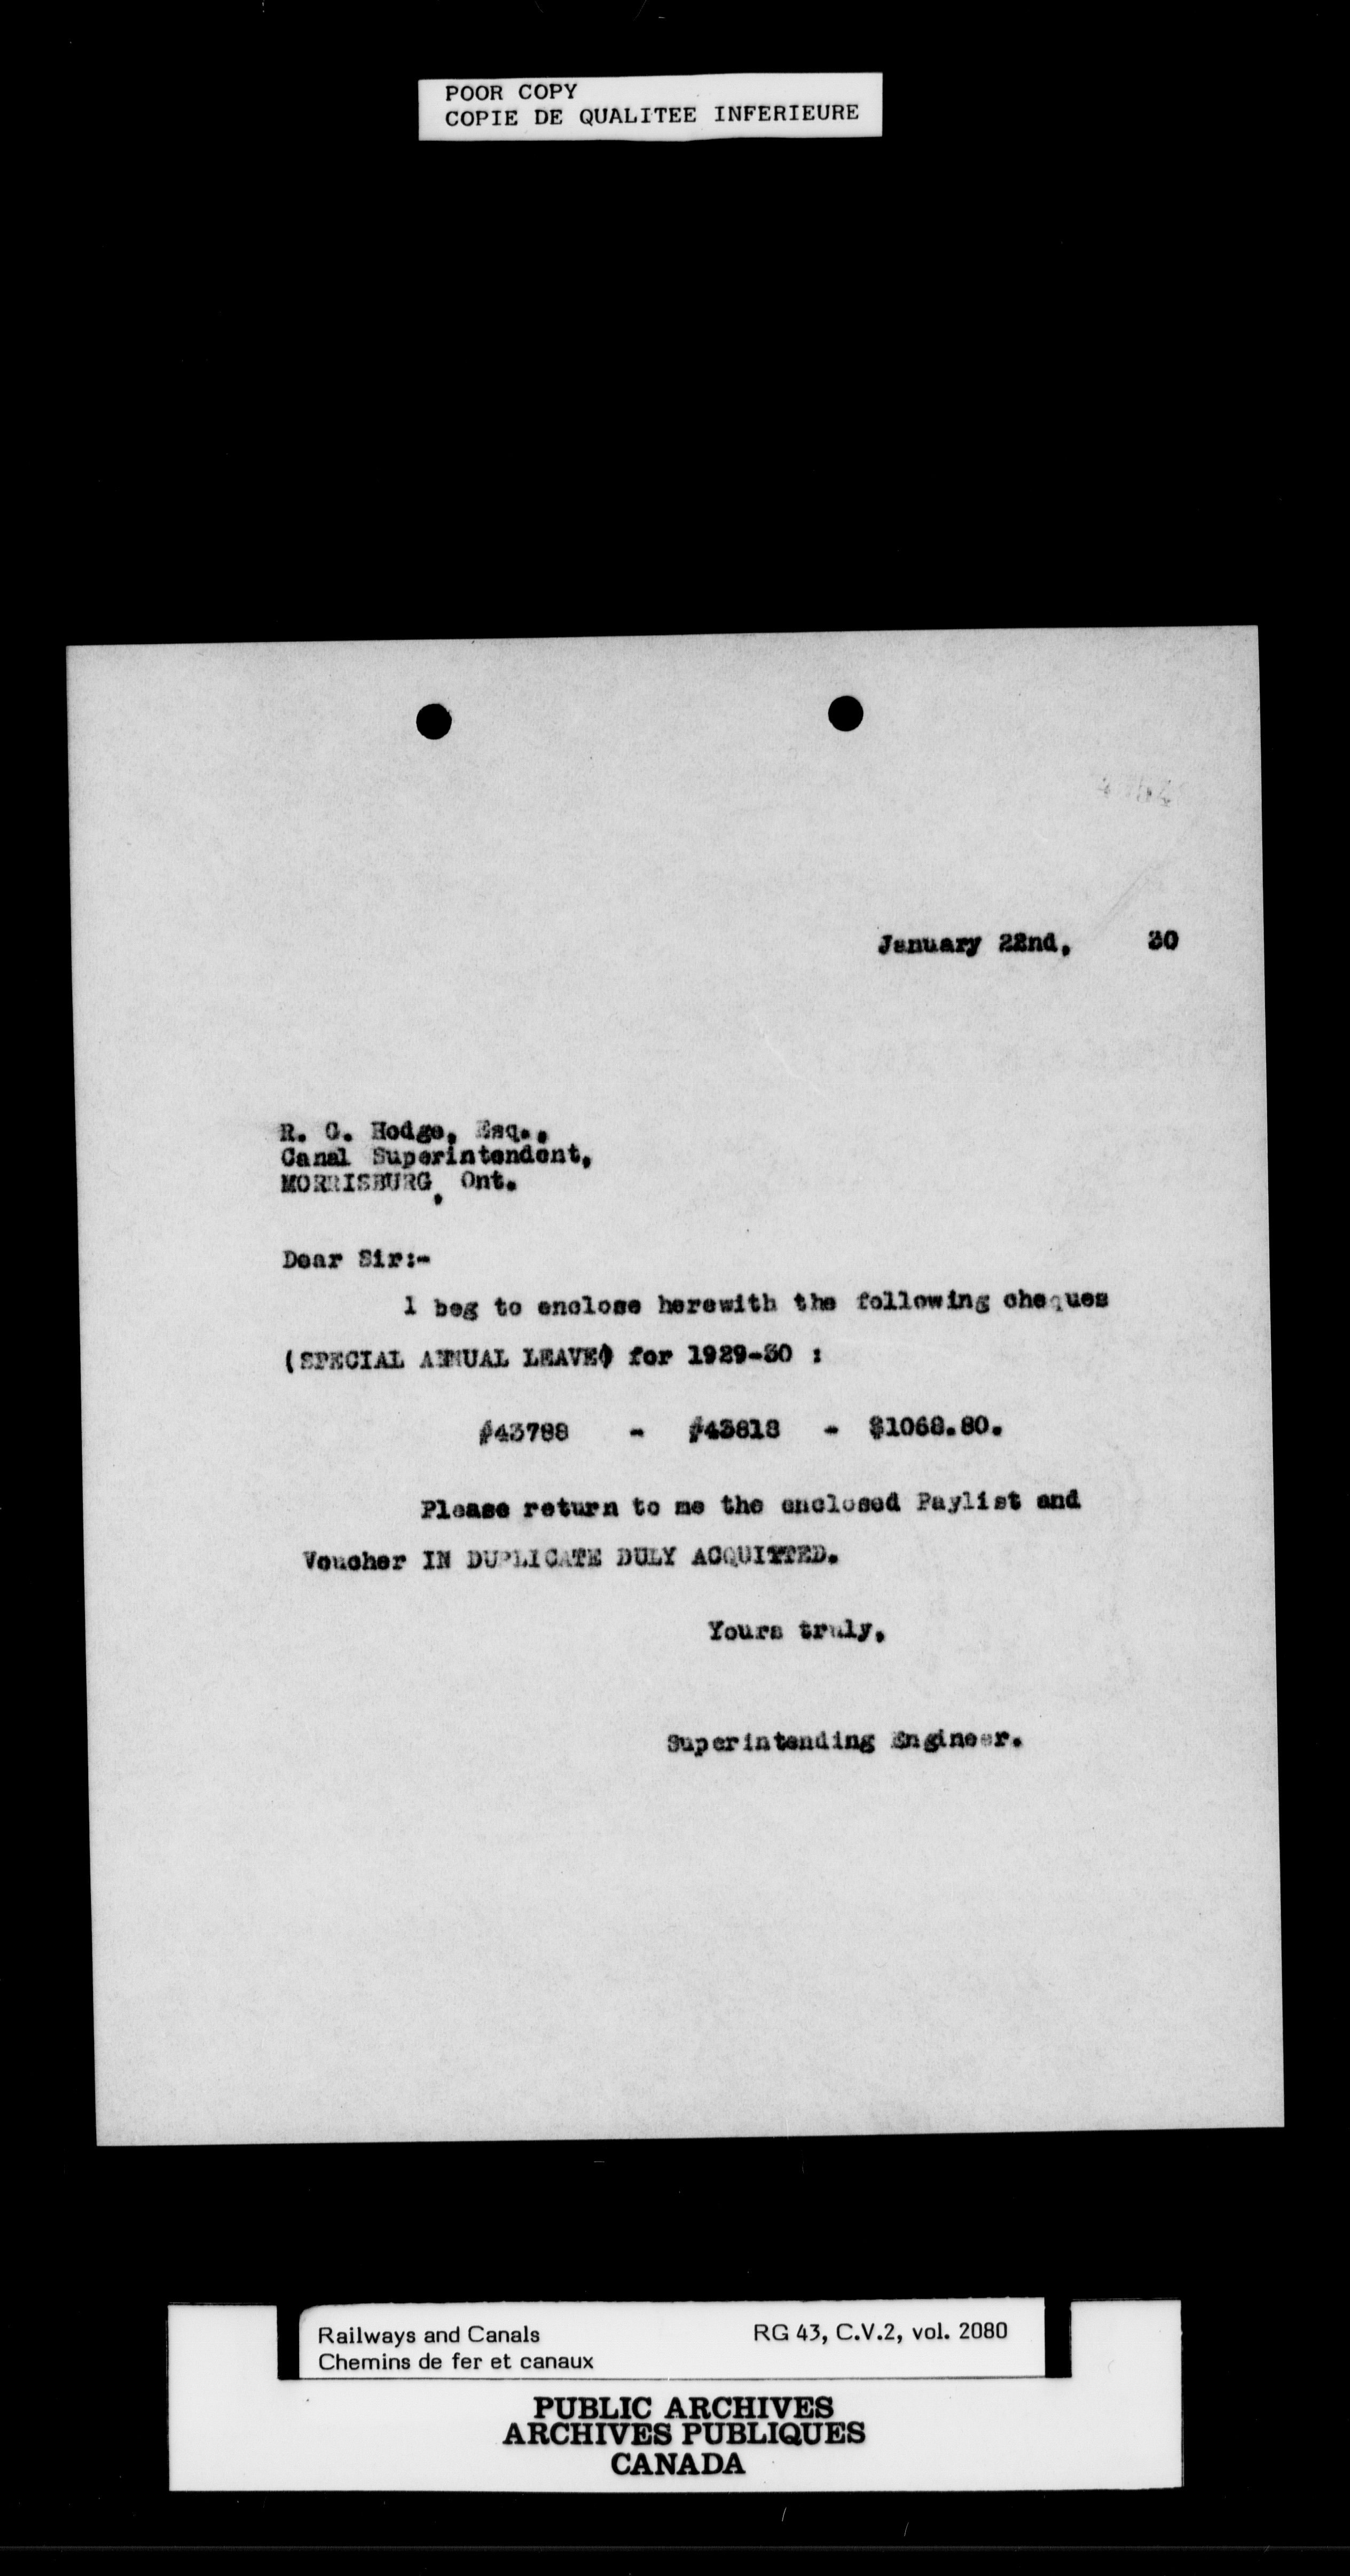 POOR COPY
COPIE DE QUALITEE INFERIEURE
January 22nd, 30
R. G. Hodge, Esq.,
Canal Superintendent,
MORRISBURG, Ont.
Dear Sir:-
I beg to enclose herewith the following cheques
(SPECIAL ANNUAL LEAVE) for 1929-30 :
#43788 - #43818 - $1068.80.
Please return to me the enclosed Paylist and
Voucher IN DUPLICATE DULY ACQUITTED.
Yours truly,
Superintending Engineer.
Railways and Canals RG 43, C.V.2, vol. 2080
Chemins de fer et canaux
PUBLIC ARCHIVES
ARCHIVES PUBLIQUES
CANADA